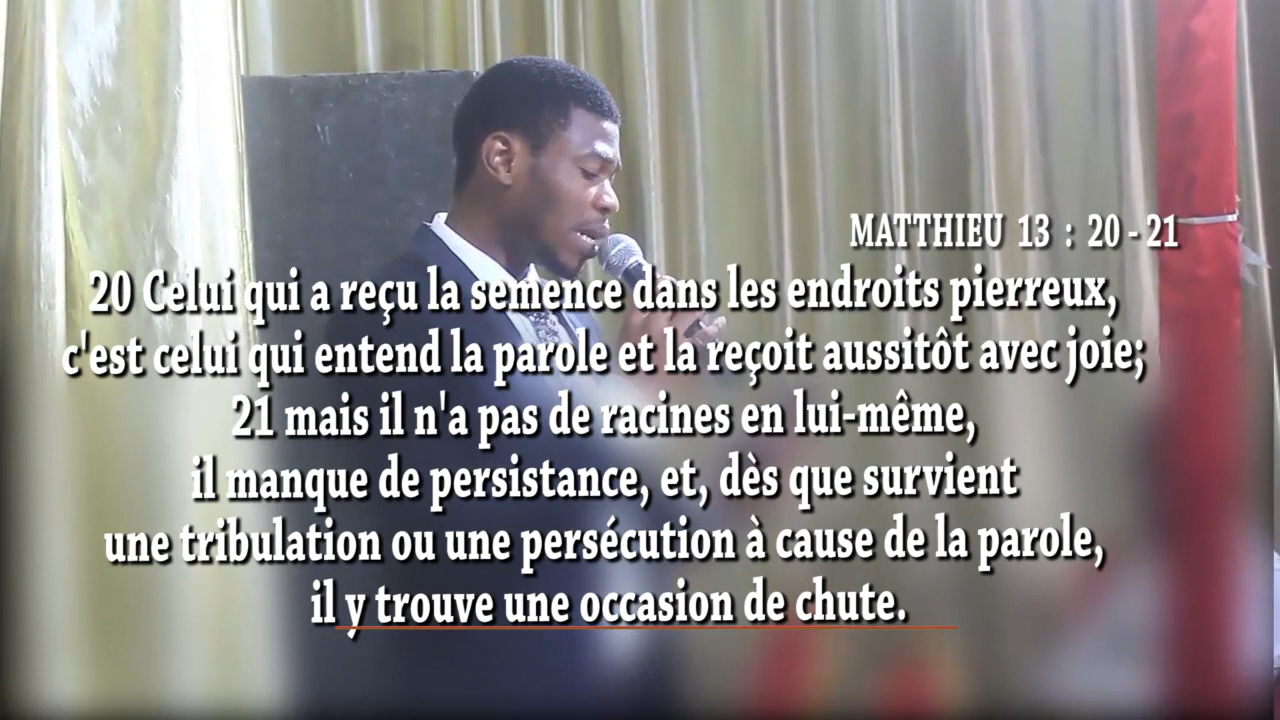 MATTHIEU 13 : 20 - 21
20 Celui qui a reçu la semence dans les endroits pierreux,
c'est celui qui entend la parole et la reçoit aussitôt avec joie;
21 mais il n'a pas de racines en lui-même,
il manque de persistance, et, dès que survient
une tribulation ou une persécution à cause de la parole,
il y trouve une occasion de chute.